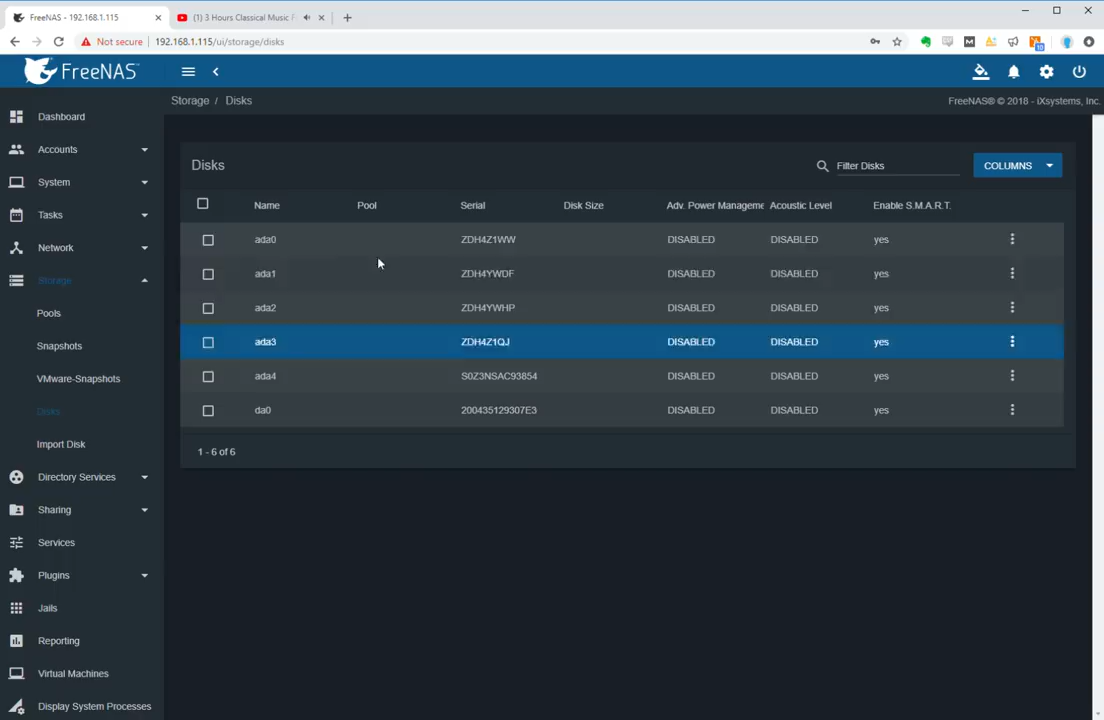 FreeNAS - 192.168.1.115
(1) 3 Hours Classical Music F
Not secure
192.168.1.115/ui/storage/disks
10
FreeNAS
Storage / Disks
FreeNAS® © 2018 - iXsystems, Inc.
Dashboard
Accounts
System
Tasks
Network
Storage
Pools
Snapshots
VMware-Snapshots
Disks
Import Disk
Directory Services
Sharing
Services
Plugins
Jails
Reporting
Virtual Machines
Display System Processes
Disks
Filter Disks
COLUMNS
Name Pool Serial Disk Size Adv. Power Manageme Acoustic Level Enable S.M.A.R.T.
ada0 ZDH4Z1WW DISABLED DISABLED yes
ada1 ZDH4YWDF DISABLED DISABLED yes
ada2 ZDH4YWHP DISABLED DISABLED yes
ada3 ZDH4Z1QJ DISABLED DISABLED yes
ada4 S0Z3NSAC93854 DISABLED DISABLED yes
da0 200435129307E3 DISABLED DISABLED yes
1 - 6 of 6